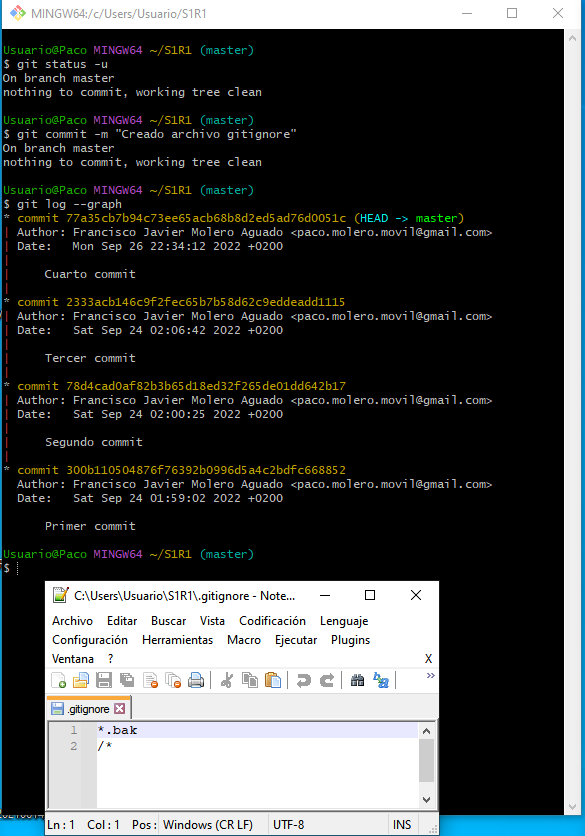 MINGW64:/c/Users/Usuario/S1R1
Usuario@Paco MINGW64 ~/S1R1 (master)
$ git status -u
On branch master
nothing to commit, working tree clean
Usuario@Paco MINGW64 ~/S1R1 (master)
$ git commit -m "Creado archivo gitignore"
On branch master
nothing to commit, working tree clean
Usuario@Paco MINGW64 ~/S1R1 (master)
$ git log --graph
* commit 77a35cb7b94c73ee65acb68b8d2ed5ad76d0051c (HEAD -> master)
| Author: Francisco Javier Molero Aguado <paco.molero.movil@gmail.com>
| Date:   Mon Sep 26 22:34:12 2022 +0200
|
|     Cuarto commit
|
* commit 2333acb146c9f2fec65b7b58d62c9eddeadd1115
| Author: Francisco Javier Molero Aguado <paco.molero.movil@gmail.com>
| Date:   Sat Sep 24 02:06:42 2022 +0200
|
|     Tercer commit
|
* commit 78d4cad0af82b3b65d18ed32f265de01dd642b17
| Author: Francisco Javier Molero Aguado <paco.molero.movil@gmail.com>
| Date:   Sat Sep 24 02:00:25 2022 +0200
|
|     Segundo commit
|
* commit 300b110504876f76392b0996d5a4c2bdfc668852
  Author: Francisco Javier Molero Aguado <paco.molero.movil@gmail.com>
  Date:   Sat Sep 24 01:59:02 2022 +0200
      Primer commit
Usuario@Paco MINGW64 ~/S1R1 (master)
$
C:\Users\Usuario\S1R1\.gitignore - Note...
Archivo Editar Buscar Vista Codificación Lenguaje
Configuración Herramientas Macro Ejecutar Plugins
Ventana ? X
.gitignore
1 *.bak
2 /*
Ln : 1 Col : 1 Pos : Windows (CR LF) UTF-8 INS